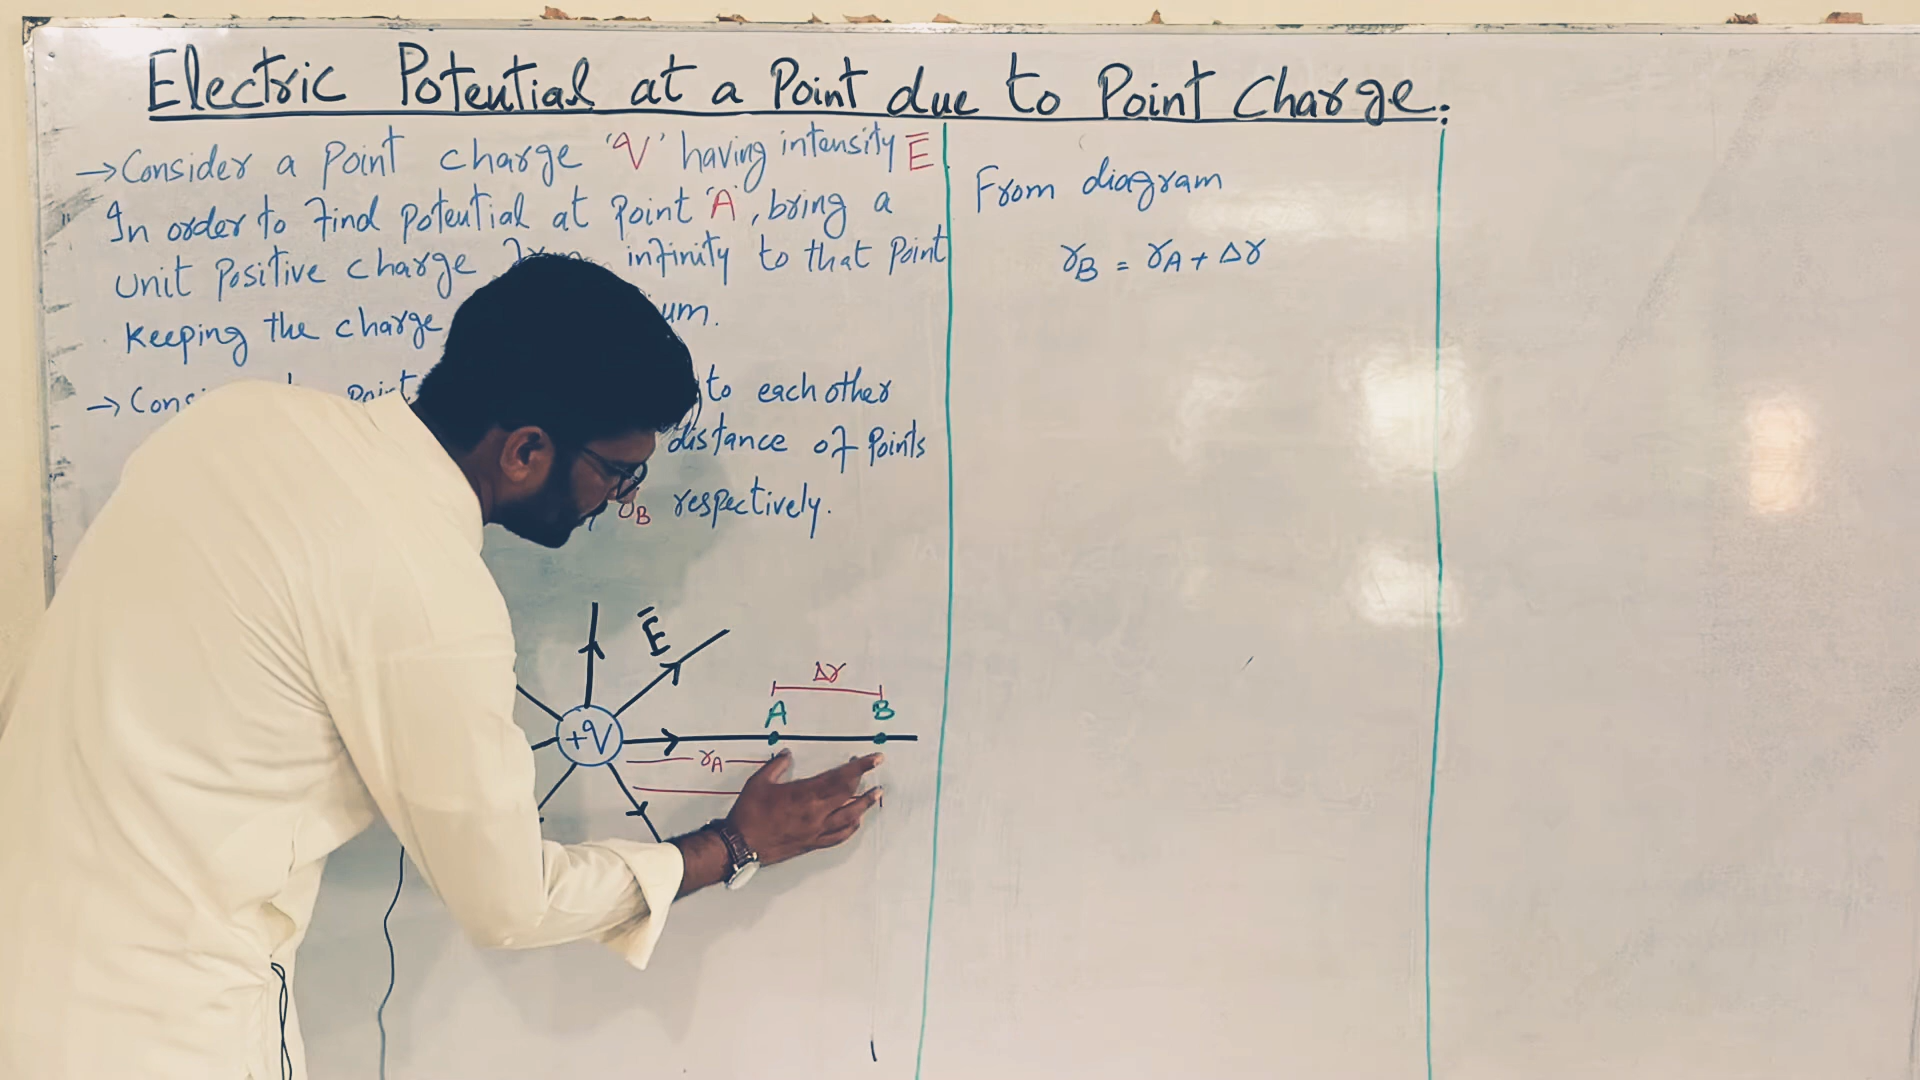 Electric Potential at a Point due to Point Charge.
→ Consider a Point charge 'q' having intensity E̅
In order to find Potential at Point 'A', bring a
unit Positive charge infinity to that Point
Keeping the charge
→ Point to each other
distance of Points
r_B respectively.
From diagram
r_B = r_A + Δr
E̅
Δr
A B
+q
r_A